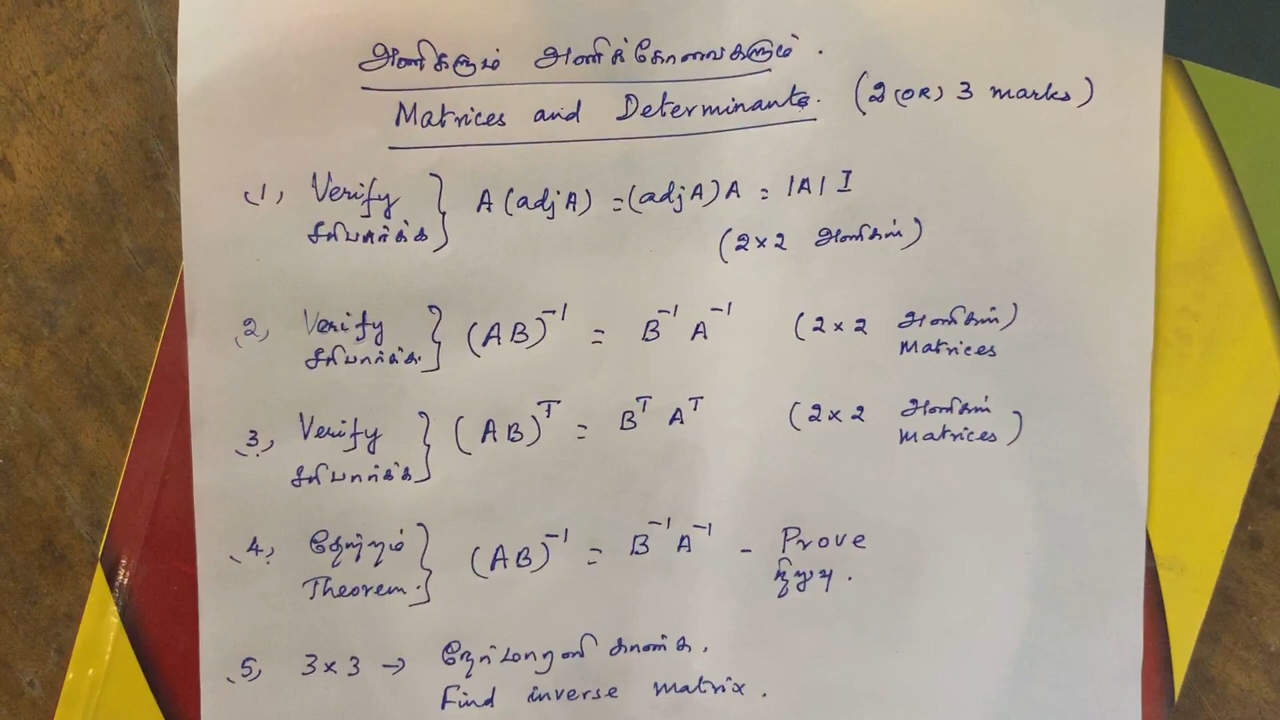 அணிகளும் அணிக்கோவைகளும்.
Matrices and Determinants. (2 (OR) 3 marks)
1, Verify } A (adj A) = (adj A) A = |A| I
சரிபார்க்க (2×2 அணிகள்)
2, Verify } (AB)⁻¹ = B⁻¹ A⁻¹ (2×2 அணிகள்)
சரிபார்க்க. Matrices
3, Verify } (AB)ᵀ = Bᵀ Aᵀ (2×2 அணிகள்
சரிபார்க்க Matrices)
4, தேற்றம் } (AB)⁻¹ = B⁻¹ A⁻¹ - Prove
Theorem. நிறுவு.
5, 3×3 → நேர்மாறணி காண்க.
Find inverse matrix.